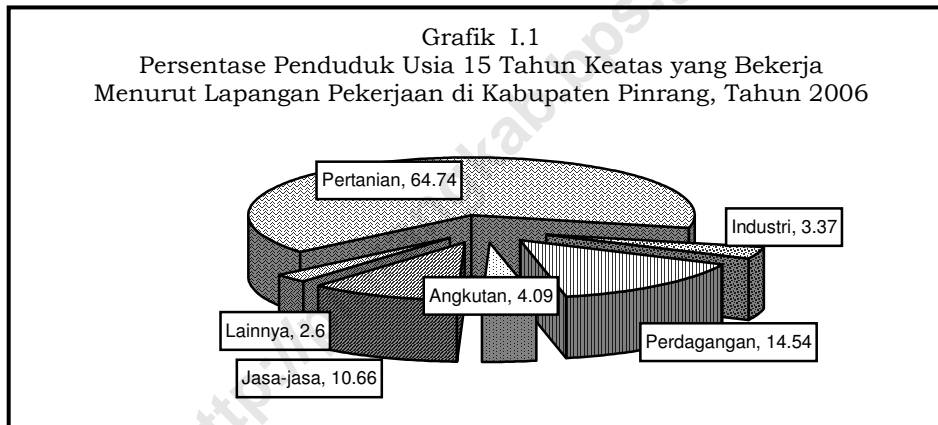 Grafik I.1
Persentase Penduduk Usia 15 Tahun Keatas yang Bekerja
Menurut Lapangan Pekerjaan di Kabupaten Pinrang, Tahun 2006
Pertanian, 64.74
Industri, 3.37
Angkutan, 4.09
Lainnya, 2.6
Perdagangan, 14.54
Jasa-jasa, 10.66